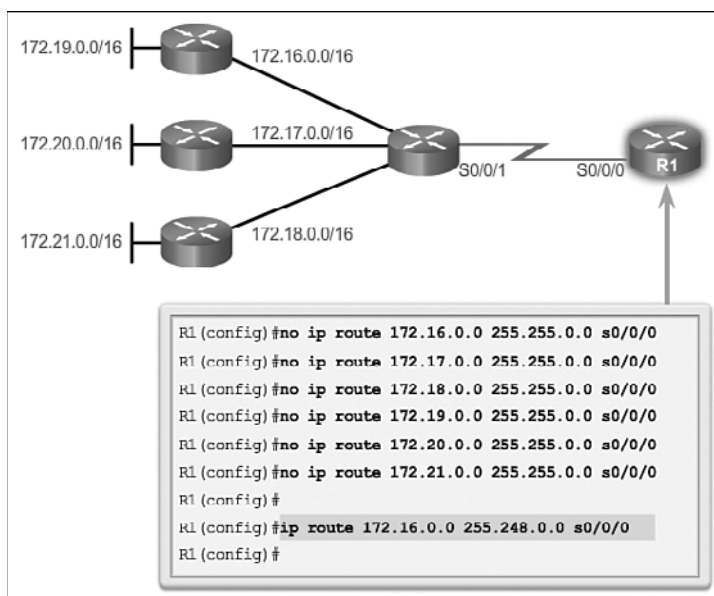 172.19.0.0/16
172.16.0.0/16
172.20.0.0/16
172.17.0.0/16
S0/0/1
S0/0/0
R1
172.21.0.0/16
172.18.0.0/16
R1(config)#no ip route 172.16.0.0 255.255.0.0 s0/0/0
R1(config)#no ip route 172.17.0.0 255.255.0.0 s0/0/0
R1(config)#no ip route 172.18.0.0 255.255.0.0 s0/0/0
R1(config)#no ip route 172.19.0.0 255.255.0.0 s0/0/0
R1(config)#no ip route 172.20.0.0 255.255.0.0 s0/0/0
R1(config)#no ip route 172.21.0.0 255.255.0.0 s0/0/0
R1(config)#
R1(config)#ip route 172.16.0.0 255.248.0.0 s0/0/0
R1(config)#